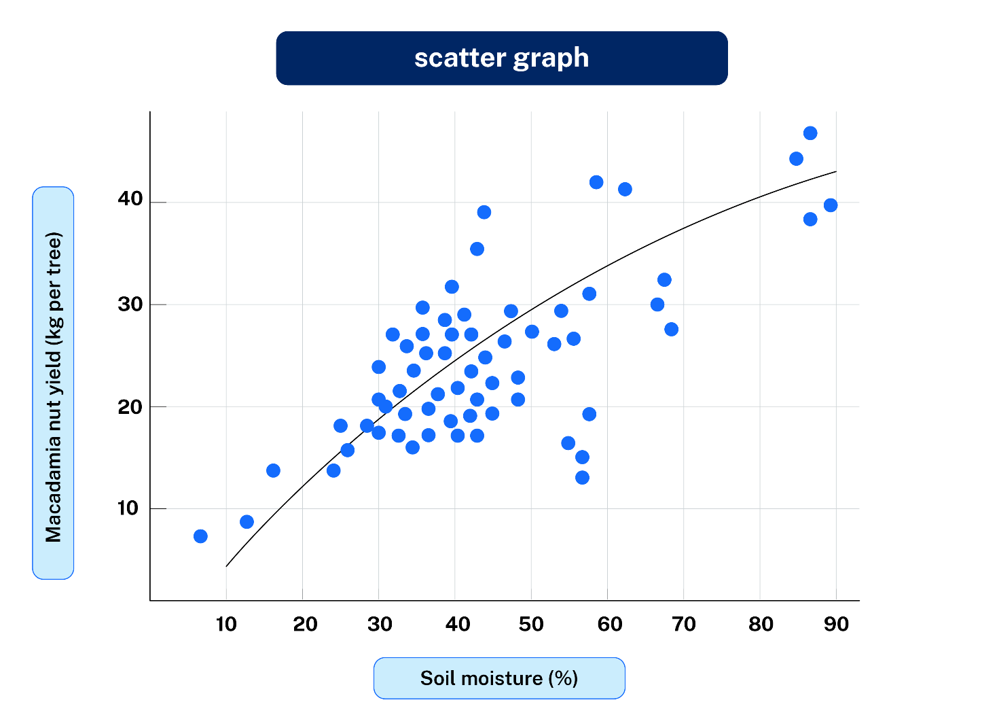 scatter graph
Macadamia nut yield (kg per tree)
40
30
20
10
10 20 30 40 50 60 70 80 90
Soil moisture (%)